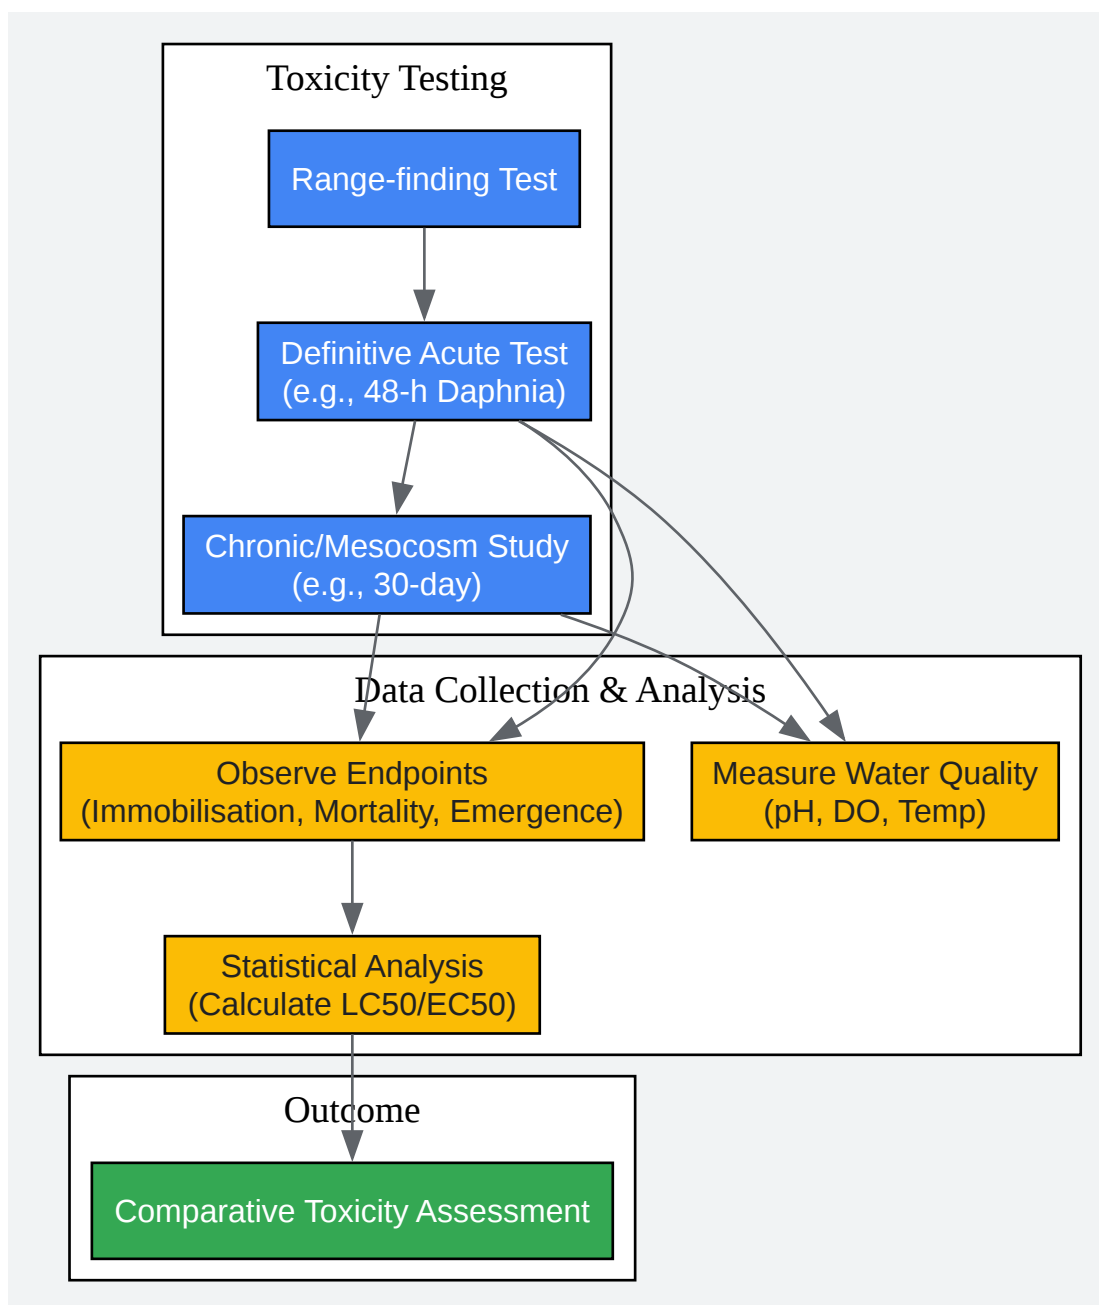 Toxicity Testing
Range-finding Test
Definitive Acute Test
(e.g., 48-h Daphnia)
Chronic/Mesocosm Study
(e.g., 30-day)
Data Collection & Analysis
Observe Endpoints
(Immobilisation, Mortality, Emergence)
Measure Water Quality
(pH, DO, Temp)
Statistical Analysis
(Calculate LC50/EC50)
Outcome
Comparative Toxicity Assessment